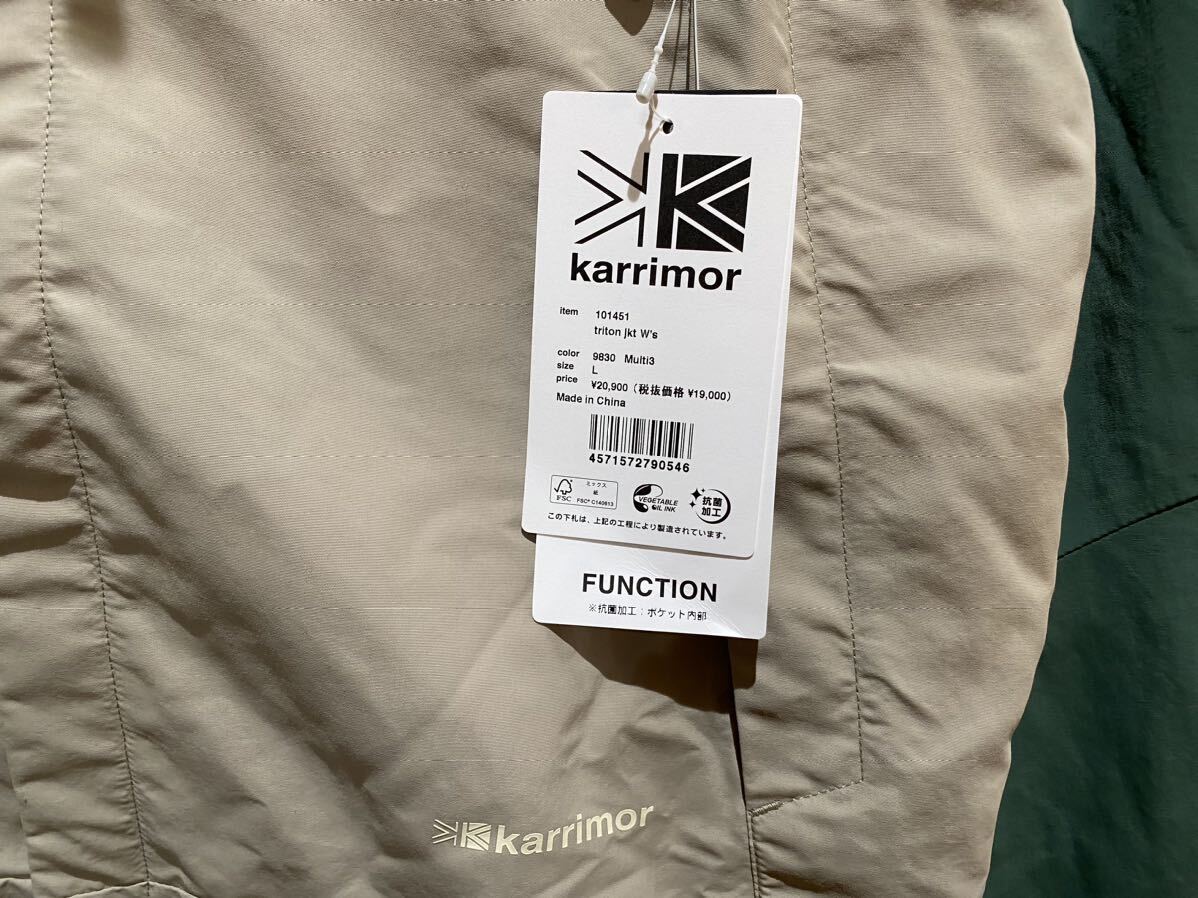 karrimor
item 101451
triton jkt W's
color 9830 Multi3
size L
price ¥20,900 (税抜価格 ¥19,000)
Made in China
4571572790546
FSC
ミックス
紙
FSC® C140613
VEGETABLE
OIL INK
抗菌
加工
この下札は、上記の工程により製造されています。
FUNCTION
※抗菌加工：ポケット内部
karrimor